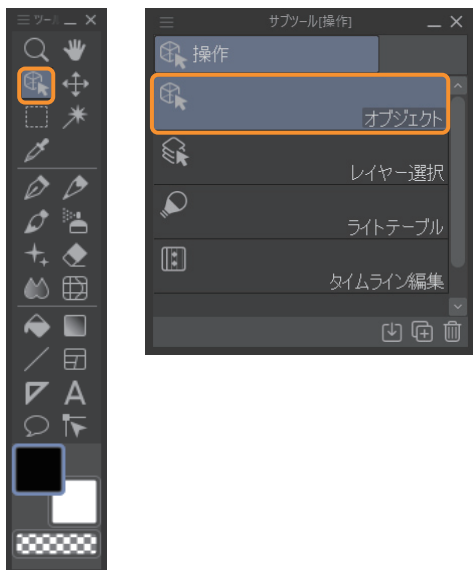 ツール
サブツール[操作]
操作
オブジェクト
レイヤー選択
ライトテーブル
タイムライン編集
A